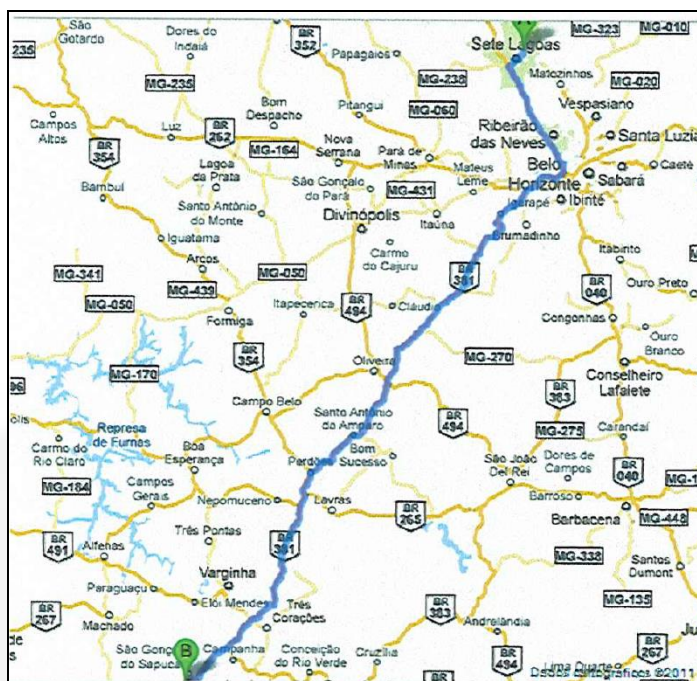 São Gotardo
Dores do Indaiá
BR 352
Papagaios
A
Sete Lagoas
MG-323
MG-010
235
MG-235
MG-238
Matozinhos
MG-020
Campos Altos
Luz
BR 262
Bom Despacho
Pitangui
MG-060
Vespasiano
Ribeirão das Neves
Santa Luzia
BR 354
MG-164
Nova Serrana
Pará de Minas
Mateus Leme
Belo Horizonte
Caeté
Sabará
Bambuí
Lagoa da Prata
São Gonçalo do Pará
MG-431
Ibirité
Santo Antônio do Monte
Divinópolis
Itaúna
Igarapé
Brumadinho
Iguatama
Carmo do Cajuru
Itabirito
MG-341
Arcos
MG-050
BR 381
Ouro Preto
MG-050
MG-439
Itapecerica
BR 494
Cláudio
BR 040
Formiga
Congonhas
Ouro Branco
MG-170
BR 354
Oliveira
MG-270
Conselheiro Lafaiete
BR 383
Campo Belo
Santo Antônio do Amparo
BR 494
MG-275
Carandaí
Represa de Furnas
Boa Esperança
Perdões
Bom Sucesso
São João Del Rei
Dores de Campos
BR 040
Carmo do Rio Claro
MG-184
Campos Gerais
Nepomuceno
Lavras
BR 265
Barroso
Barbacena
MG-448
BR 491
Alfenas
Três Pontas
BR 381
MG-338
Santos Dumont
Paraguaçu
Varginha
MG-135
Elói Mendes
Três Corações
BR 383
BR 267
Machado
Andrelândia
B
São Gonç
do Sapuca
Campanha
Conceição do Rio Verde
Cruzília
BR 494
BR 267
Lima Duarte
Dados cartográficos ©2011